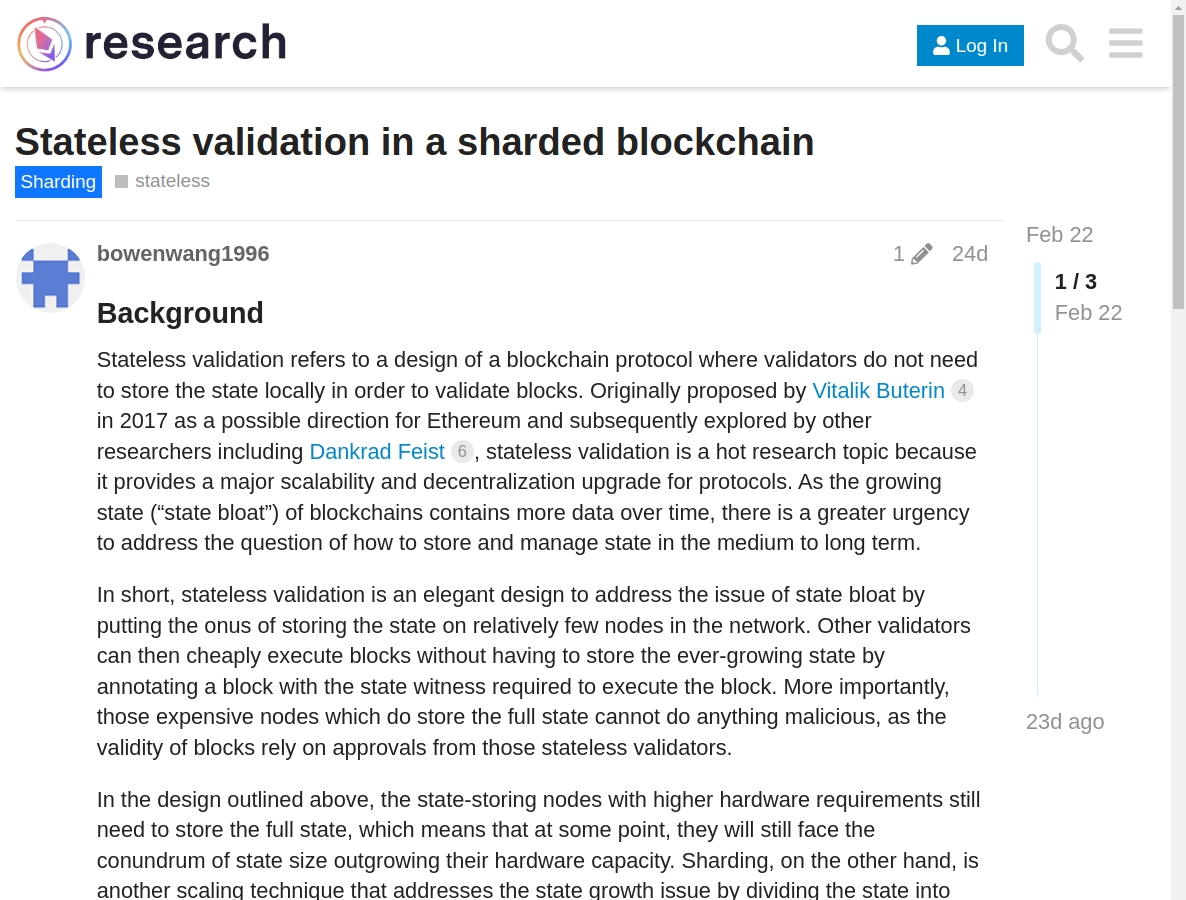 research
Log In
Stateless validation in a sharded blockchain
Sharding stateless
bowenwang1996 1 24d
Feb 22
1 / 3
Feb 22
Background
Stateless validation refers to a design of a blockchain protocol where validators do not need
to store the state locally in order to validate blocks. Originally proposed by Vitalik Buterin 4
in 2017 as a possible direction for Ethereum and subsequently explored by other
researchers including Dankrad Feist 6, stateless validation is a hot research topic because
it provides a major scalability and decentralization upgrade for protocols. As the growing
state (“state bloat”) of blockchains contains more data over time, there is a greater urgency
to address the question of how to store and manage state in the medium to long term.
In short, stateless validation is an elegant design to address the issue of state bloat by
putting the onus of storing the state on relatively few nodes in the network. Other validators
can then cheaply execute blocks without having to store the ever-growing state by
annotating a block with the state witness required to execute the block. More importantly,
those expensive nodes which do store the full state cannot do anything malicious, as the
validity of blocks rely on approvals from those stateless validators.
23d ago
In the design outlined above, the state-storing nodes with higher hardware requirements still
need to store the full state, which means that at some point, they will still face the
conundrum of state size outgrowing their hardware capacity. Sharding, on the other hand, is
another scaling technique that addresses the state growth issue by dividing the state into